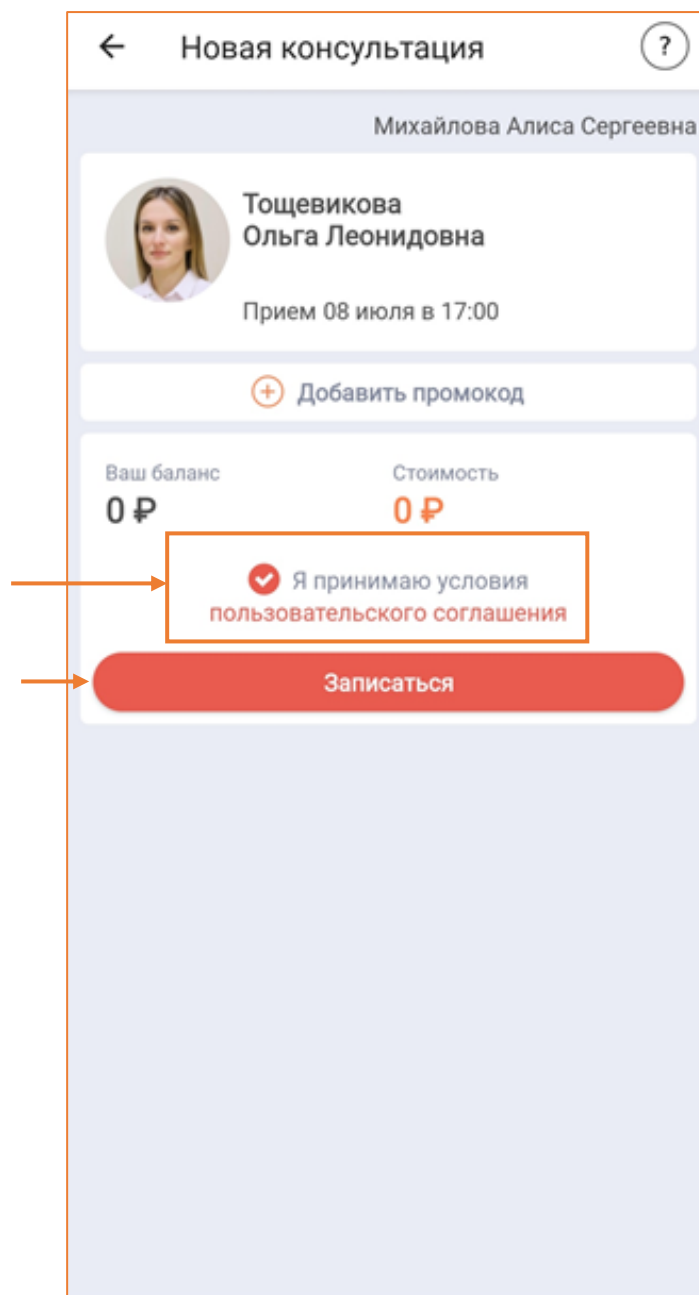 Новая консультация
?
Михайлова Алиса Сергеевна
Тощевикова
Ольга Леонидовна
Прием 08 июля в 17:00
Добавить промокод
Ваш баланс Стоимость
0 ₽ 0 ₽
Я принимаю условия
пользовательского соглашения
Записаться